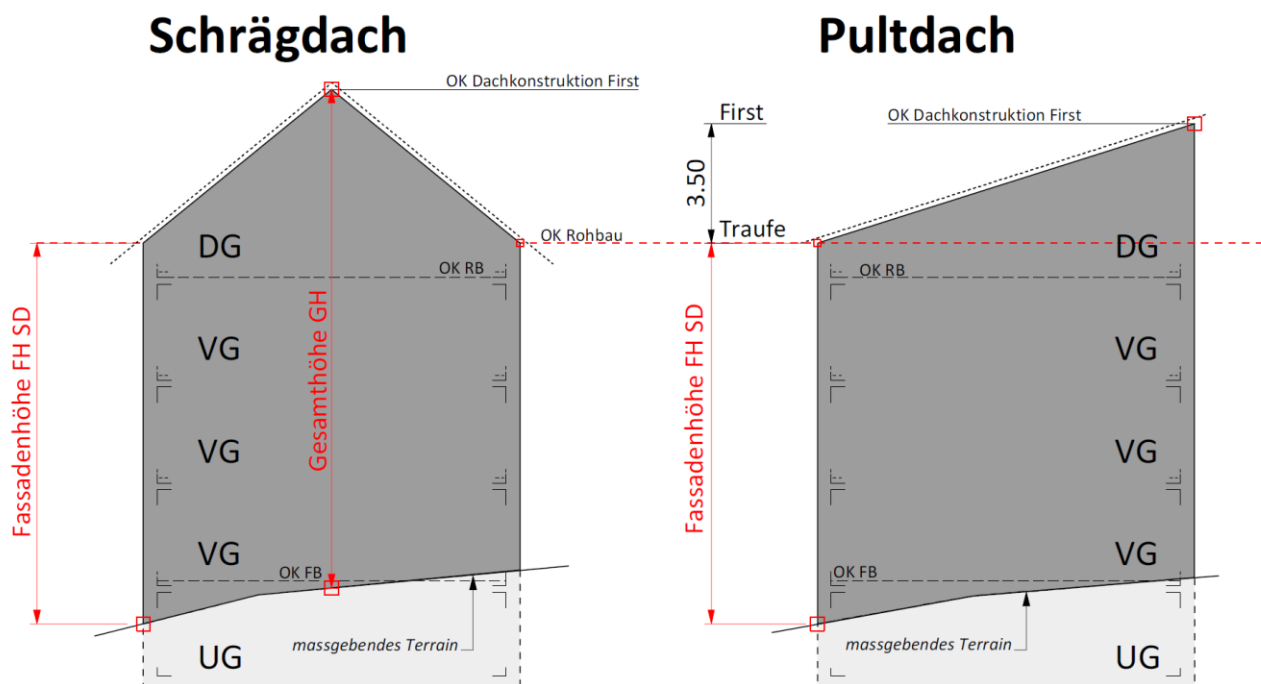 Schrägdach
OK Dachkonstruktion First
OK Rohbau
DG
OK RB
Fassadenhöhe FH SD
Gesamthöhe GH
VG
VG
VG
OK FB
massgebendes Terrain
UG
Pultdach
First
OK Dachkonstruktion First
3.50
Traufe
DG
OK RB
Fassadenhöhe FH SD
VG
VG
VG
OK FB
massgebendes Terrain
UG